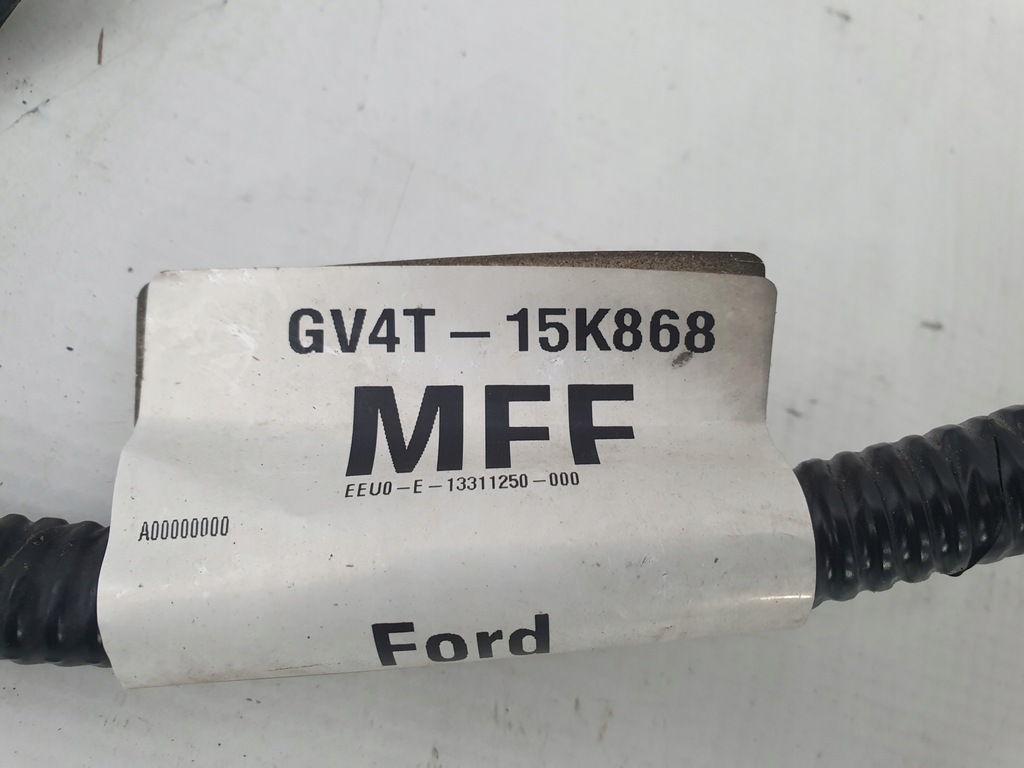 GV4T-15K868
MFF
EEU0-E-13311250-000
A00000000
Ford